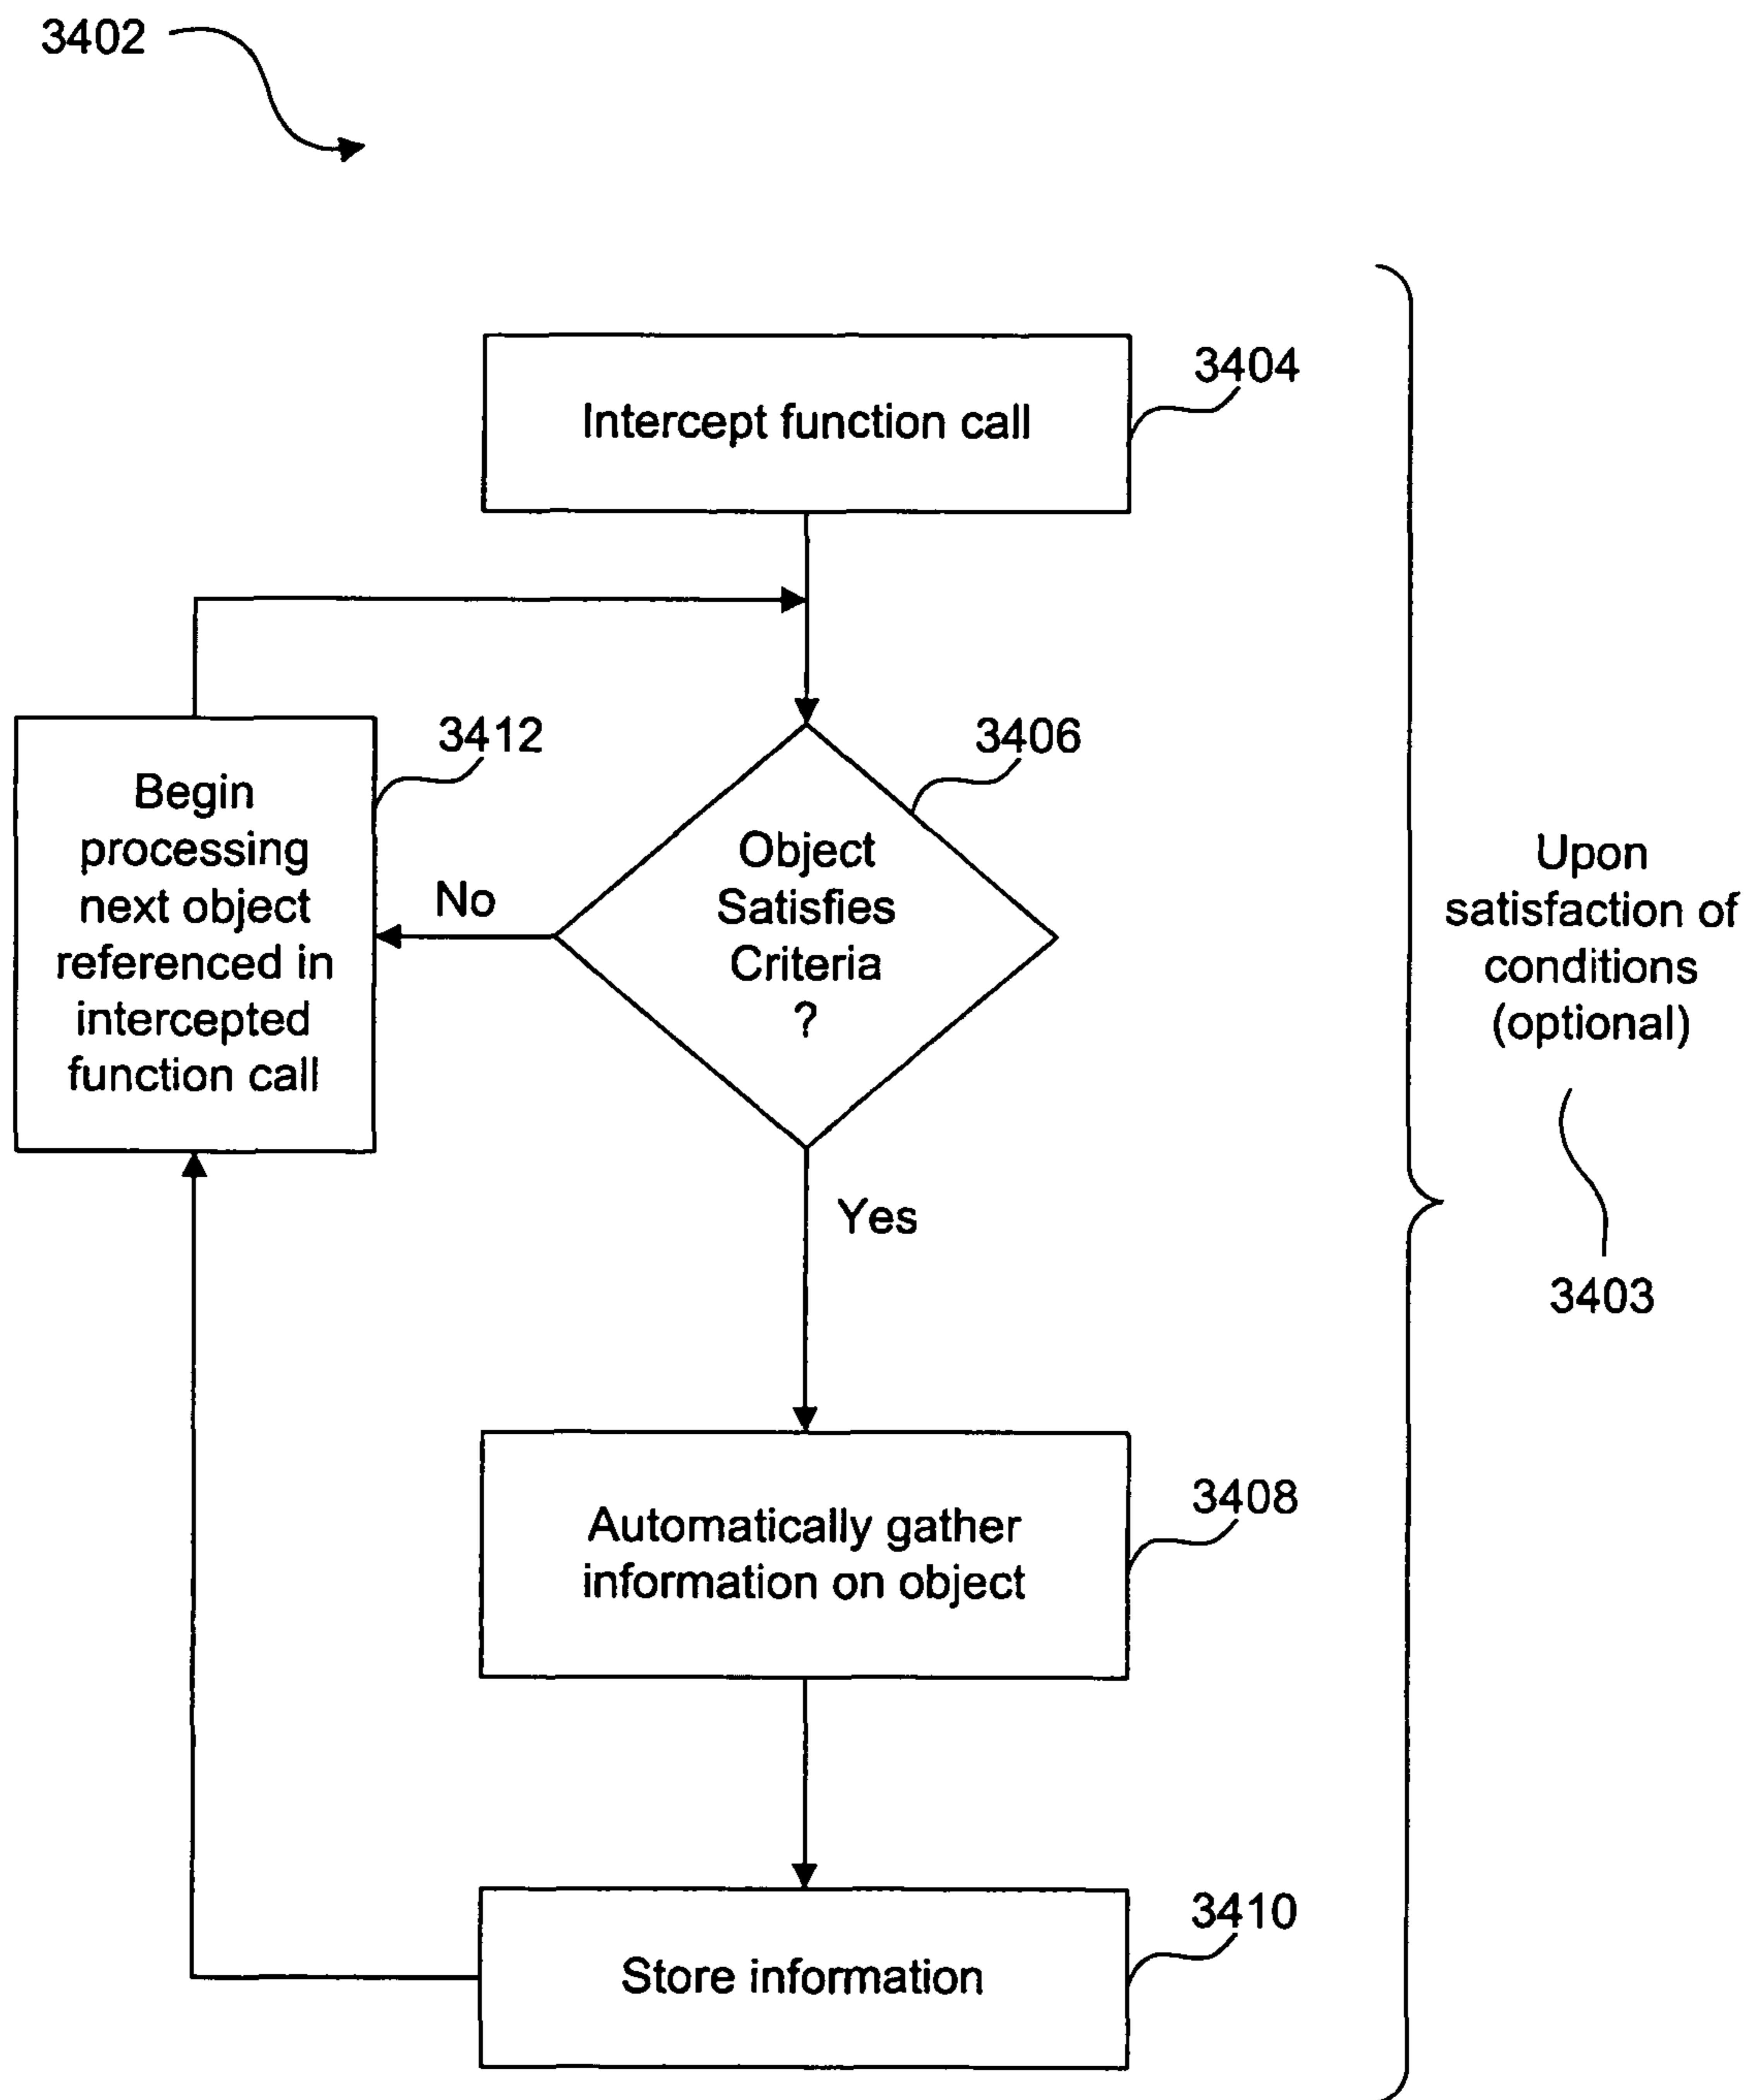 3402
Intercept function call
3404
3412
3406
Begin
processing
next object
referenced in
intercepted
function call
No
Object
Satisfies
Criteria
?
Upon
satisfaction of
conditions
(optional)
3403
Yes
Automatically gather
information on object
3408
Store information
3410